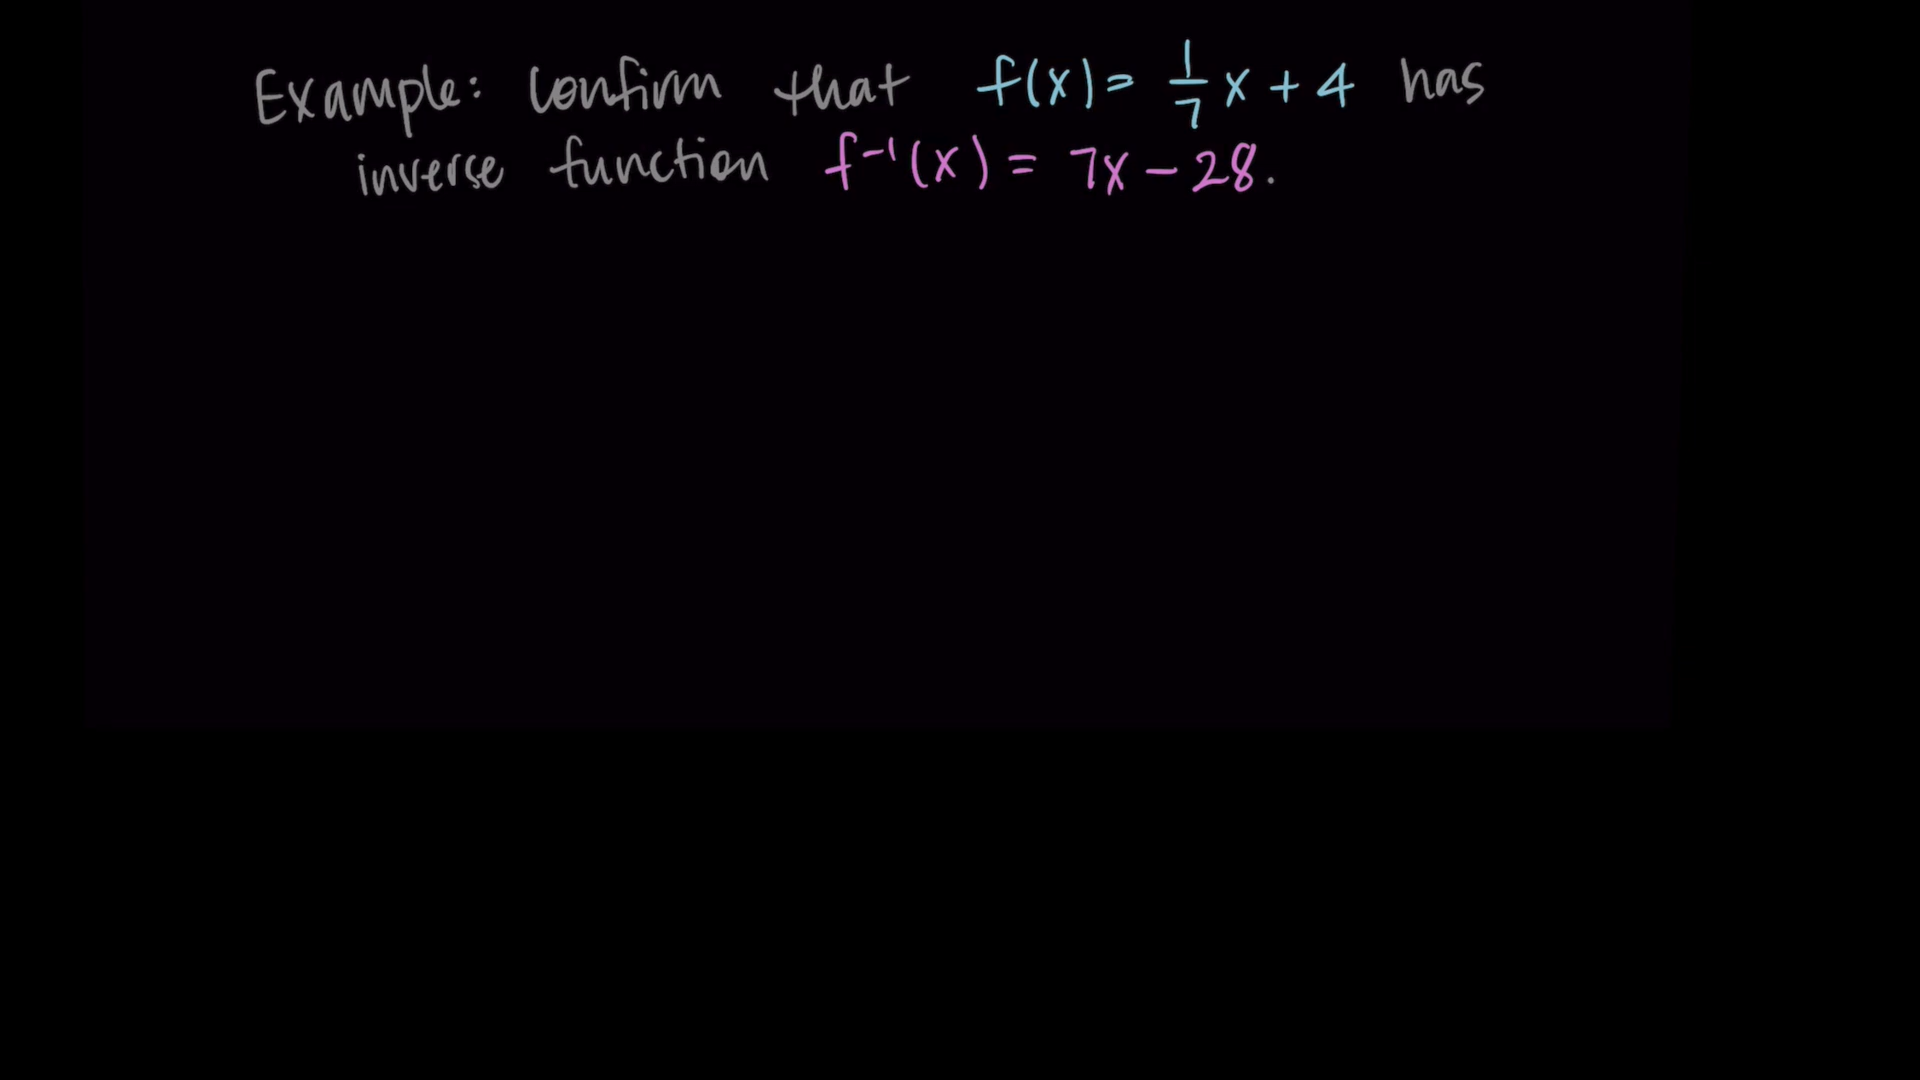 Example: Confirm that f(x) = 1/7 x + 4 has
inverse function f⁻¹(x) = 7x - 28.